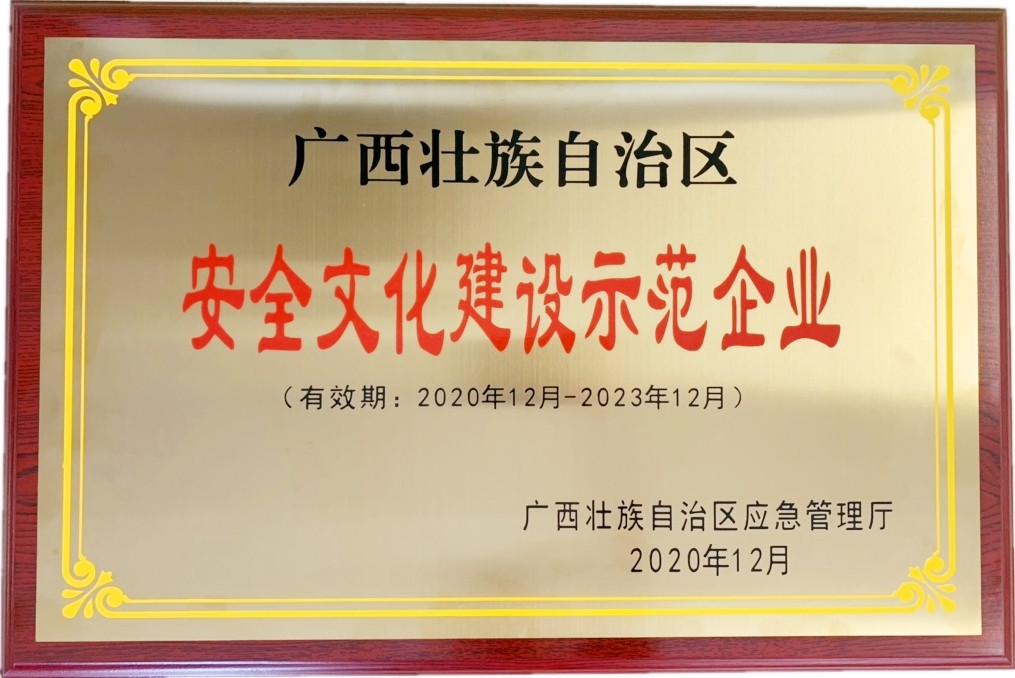 广西壮族自治区
安全文化建设示范企业
（有效期：2020年12月-2023年12月）
广西壮族自治区应急管理厅
2020年12月